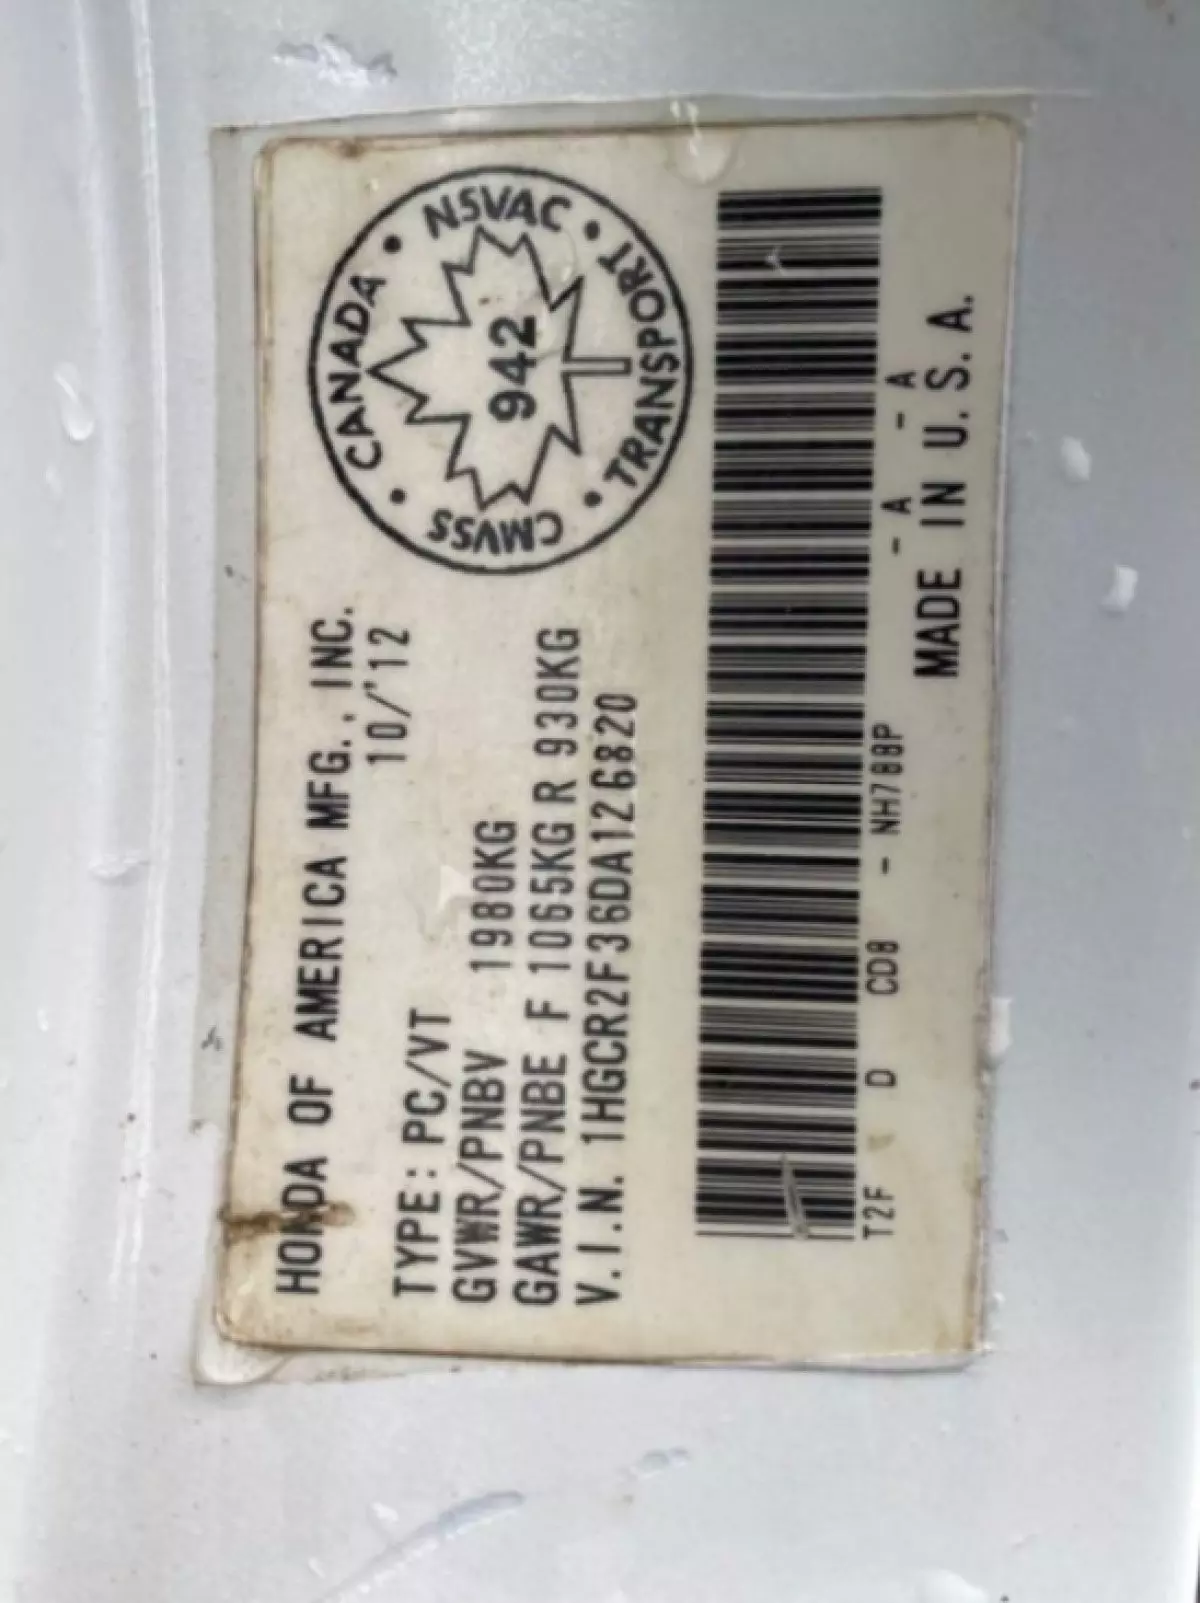 HONDA OF AMERICA MFG., INC.
10/'12
TYPE: PC/VT
GVWR/PNBV 1980KG
GAWR/PNBE F 1065KG R 930KG
V.I.N. 1HGCR2F36DA126820
CANADA • NSVAC • TRANSPORT • CMVSS •
942
T2F D CD8 - NH788P - A - A
MADE IN U.S.A.